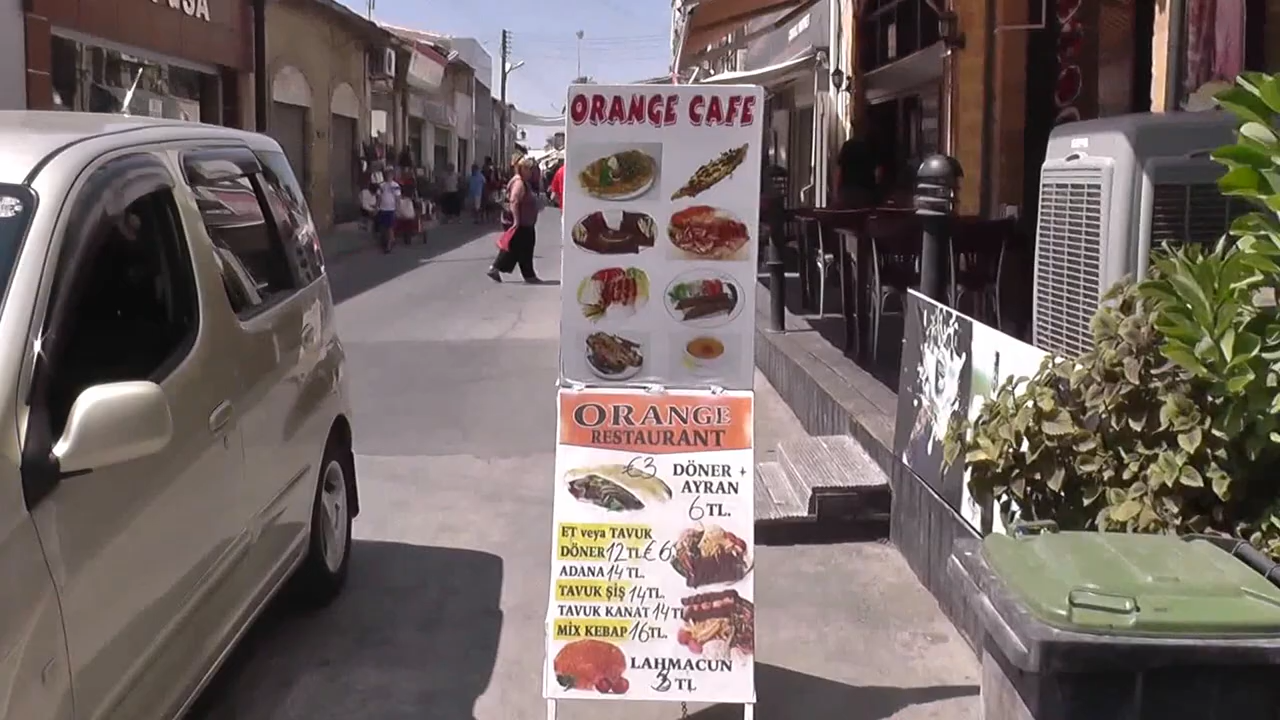 ORANGE CAFE
ORANGE
RESTAURANT
€3
DÖNER +
AYRAN
6 TL.
ET veya TAVUK
DÖNER 12 TL € 6
ADANA 14 TL.
TAVUK ŞİŞ 14 TL.
TAVUK KANAT 14 TL
MİX KEBAP 16 TL.
LAHMACUN
TL